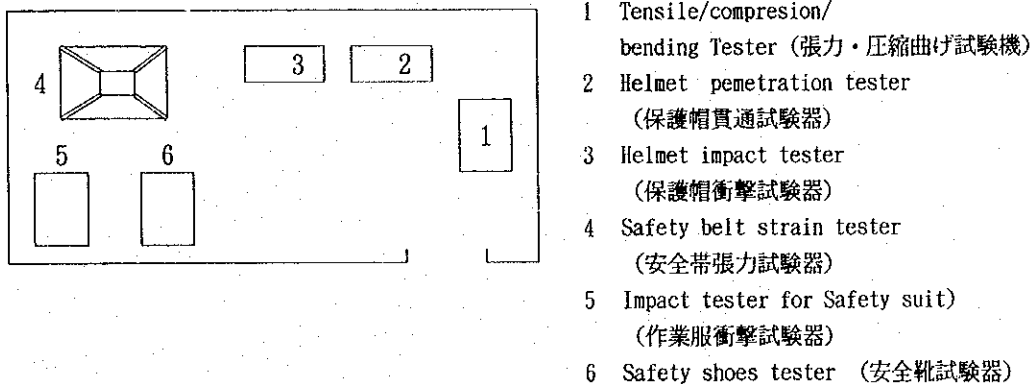 4
3
2
1
5
6
1 Tensile/compresion/
bending Tester (張力・圧縮曲げ試験機)
2 Helmet pemetration tester
(保護帽貫通試験器)
3 Helmet impact tester
(保護帽衝撃試験器)
4 Safety belt strain tester
(安全帯張力試験器)
5 Impact tester for Safety suit)
(作業服衝撃試験器)
6 Safety shoes tester (安全靴試験器)